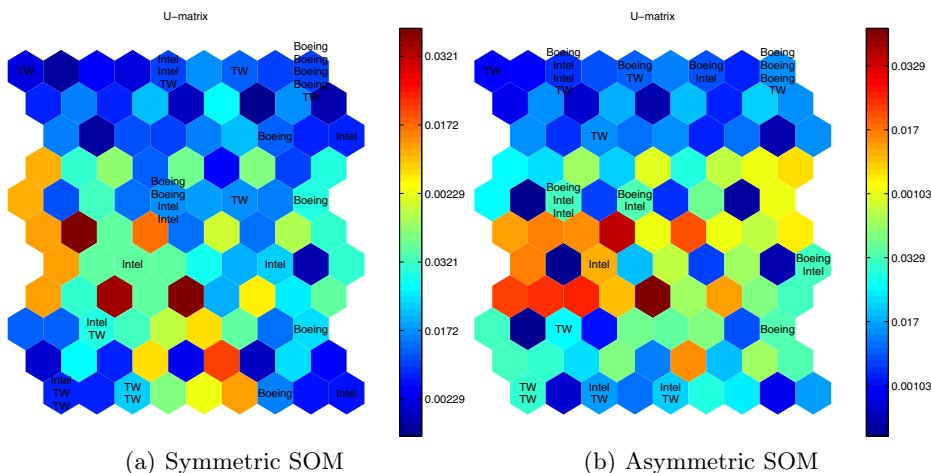 U-matrix
TW
Intel
Intel
TW
TW
Boeing
Boeing
Boeing
Boeing
TW
Boeing
Intel
Boeing
Boeing
Intel
Intel
TW
Boeing
Intel
Intel
Intel
TW
Boeing
Intel
TW
TW
TW
TW
Boeing
Intel
0.0321
0.0172
0.00229
0.0321
0.0172
0.00229
(a) Symmetric SOM
U-matrix
TW
Boeing
Intel
Intel
TW
Boeing
TW
Boeing
Intel
Boeing
Boeing
Boeing
TW
TW
Boeing
Intel
Intel
Boeing
Intel
Intel
Boeing
Intel
TW
Boeing
TW
TW
Intel
TW
Intel
TW
0.0329
0.017
0.00103
0.0329
0.017
0.00103
(b) Asymmetric SOM